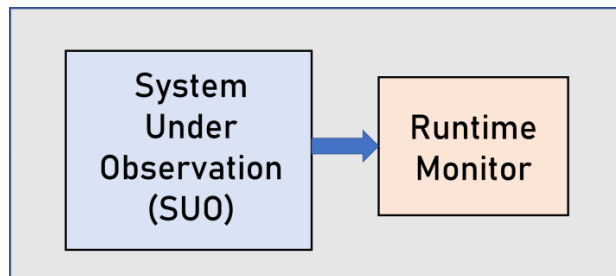 System
Under
Observation
(SUO)
Runtime
Monitor